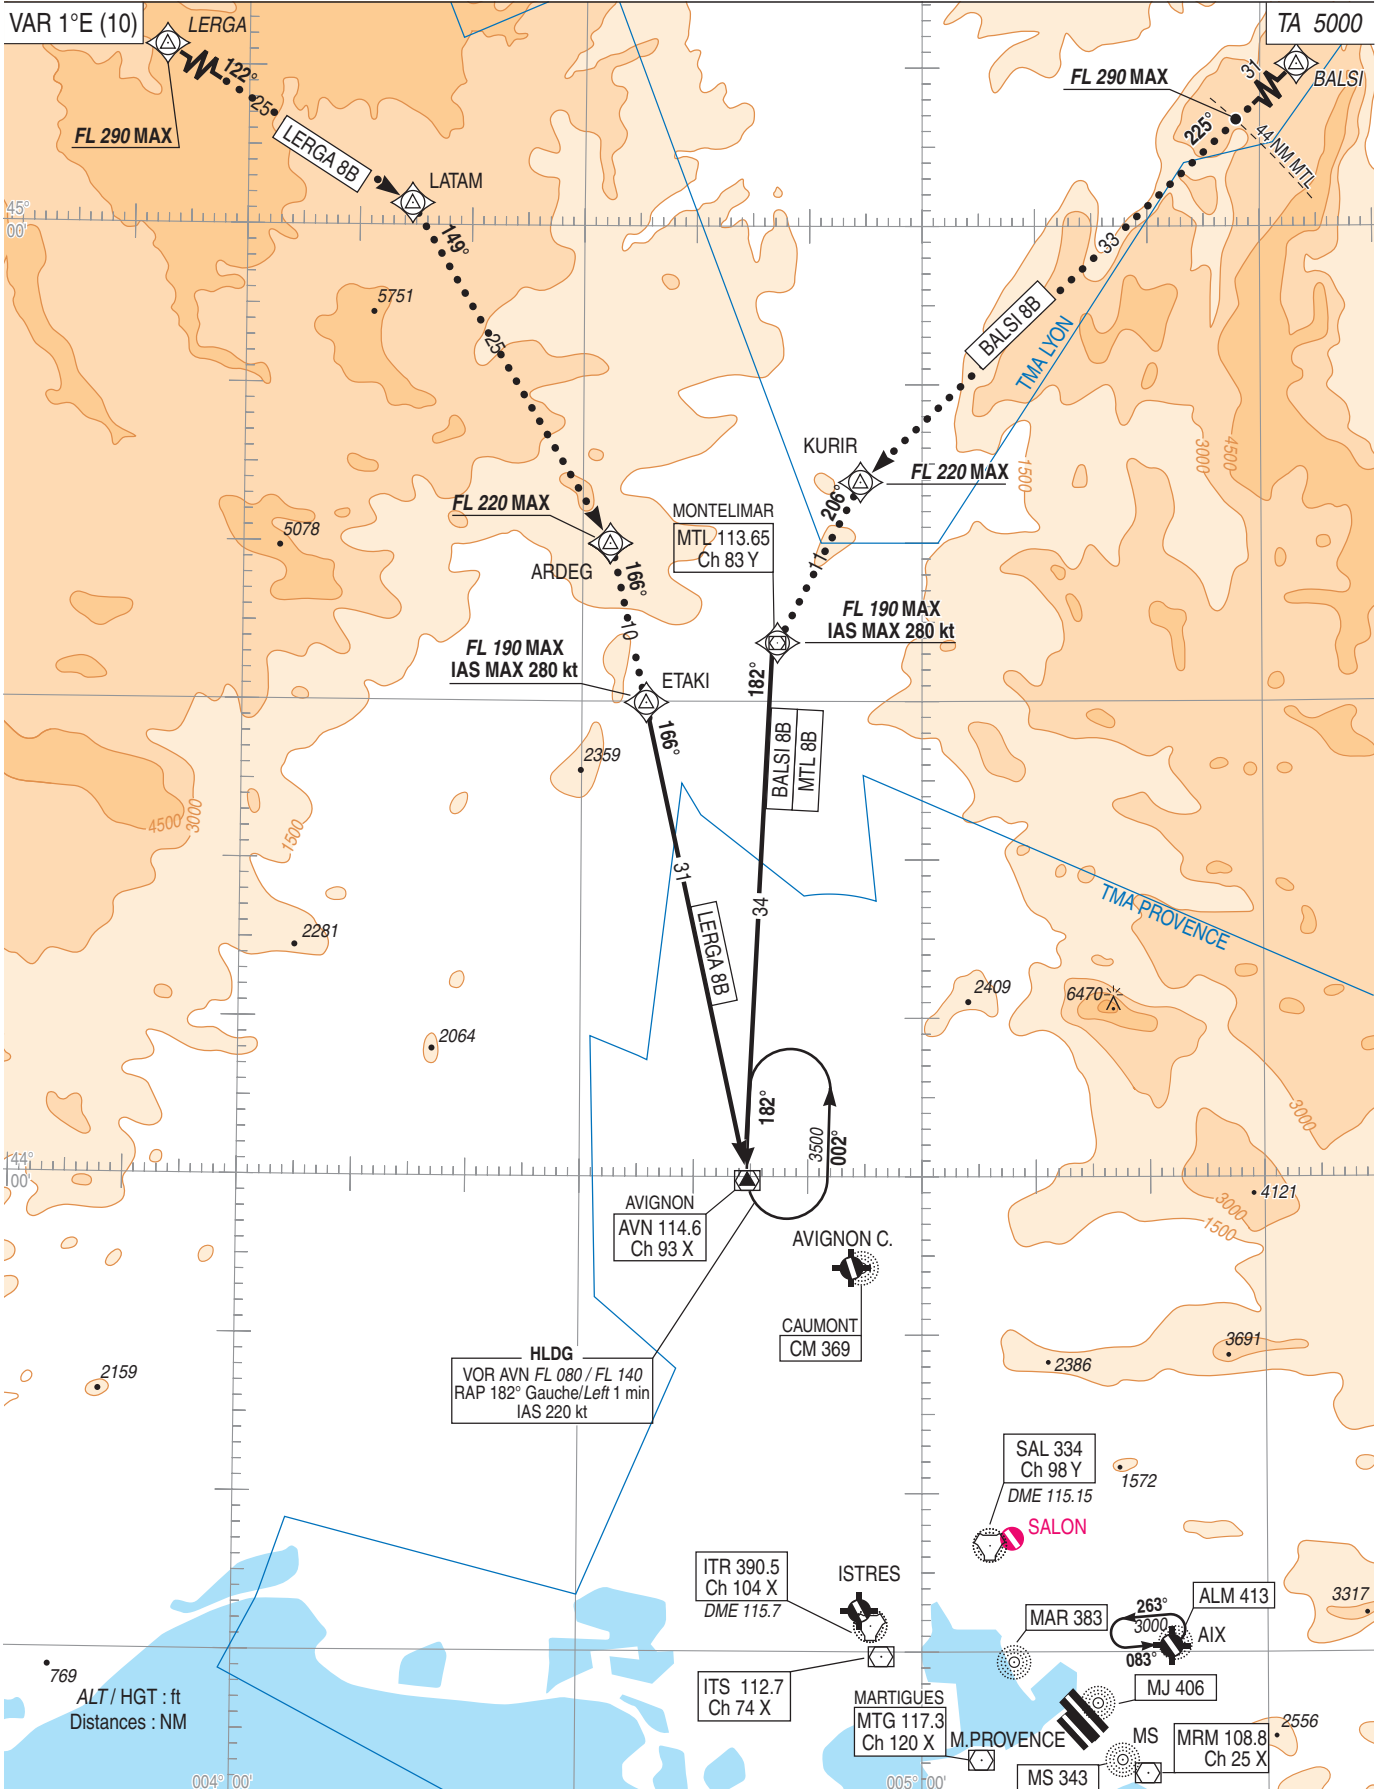 VAR 1°E (10)
LERGA
TA 5000
122°
25
FL 290 MAX
31
BALSI
FL 290 MAX
225°
44 NM MTL
LERGA 8B
LATAM
45°
00'
149°
33
5751
BALSI 8B
25
TMA LYON
KURIR
3000
4500
1500
FL 220 MAX
FL 220 MAX
206°
MONTELIMAR
MTL 113.65
Ch 83 Y
5078
11
ARDEG
166°
10
FL 190 MAX
IAS MAX 280 kt
FL 190 MAX
IAS MAX 280 kt
ETAKI
182°
166°
BALSI 8B
MTL 8B
2359
4500
3000
1500
31
34
TMA PROVENCE
LERGA 8B
2281
2409
6470
2064
182°
3500
002°
3000
44°
00'
4121
3000
1500
AVIGNON
AVN 114.6
Ch 93 X
AVIGNON C.
CAUMONT
CM 369
HLDG
VOR AVN FL 080 / FL 140
RAP 182° Gauche/Left 1 min
IAS 220 kt
2159
3691
2386
SAL 334
Ch 98 Y
DME 115.15
1572
SALON
ITR 390.5
Ch 104 X
DME 115.7
ISTRES
263°
3000
083°
ALM 413
3317
MAR 383
AIX
769
ALT / HGT : ft
Distances : NM
ITS 112.7
Ch 74 X
MJ 406
MARTIGUES
MTG 117.3
Ch 120 X
M.PROVENCE
MS
MRM 108.8
Ch 25 X
2556
MS 343
004° 00'
005° 00'